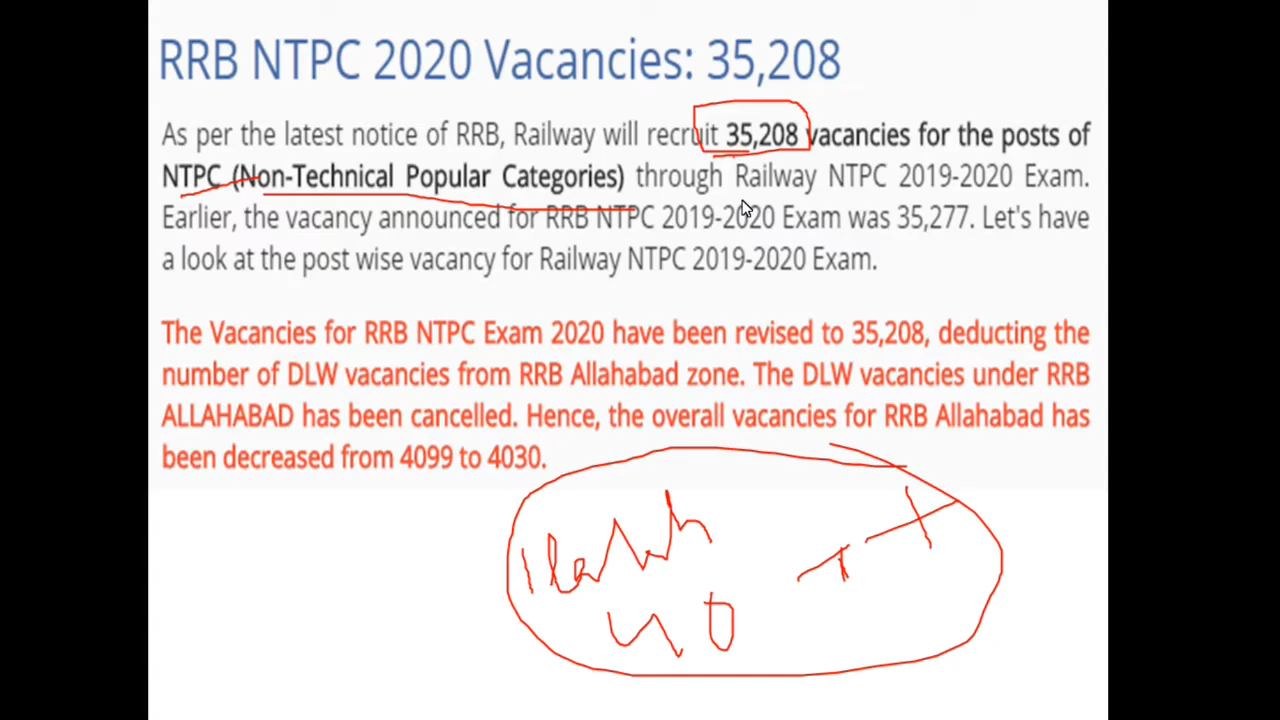 RRB NTPC 2020 Vacancies: 35,208
As per the latest notice of RRB, Railway will recruit 35,208 vacancies for the posts of
NTPC (Non-Technical Popular Categories) through Railway NTPC 2019-2020 Exam.
Earlier, the vacancy announced for RRB NTPC 2019-2020 Exam was 35,277. Let's have
a look at the post wise vacancy for Railway NTPC 2019-2020 Exam.
The Vacancies for RRB NTPC Exam 2020 have been revised to 35,208, deducting the
number of DLW vacancies from RRB Allahabad zone. The DLW vacancies under RRB
ALLAHABAD has been cancelled. Hence, the overall vacancies for RRB Allahabad has
been decreased from 4099 to 4030.